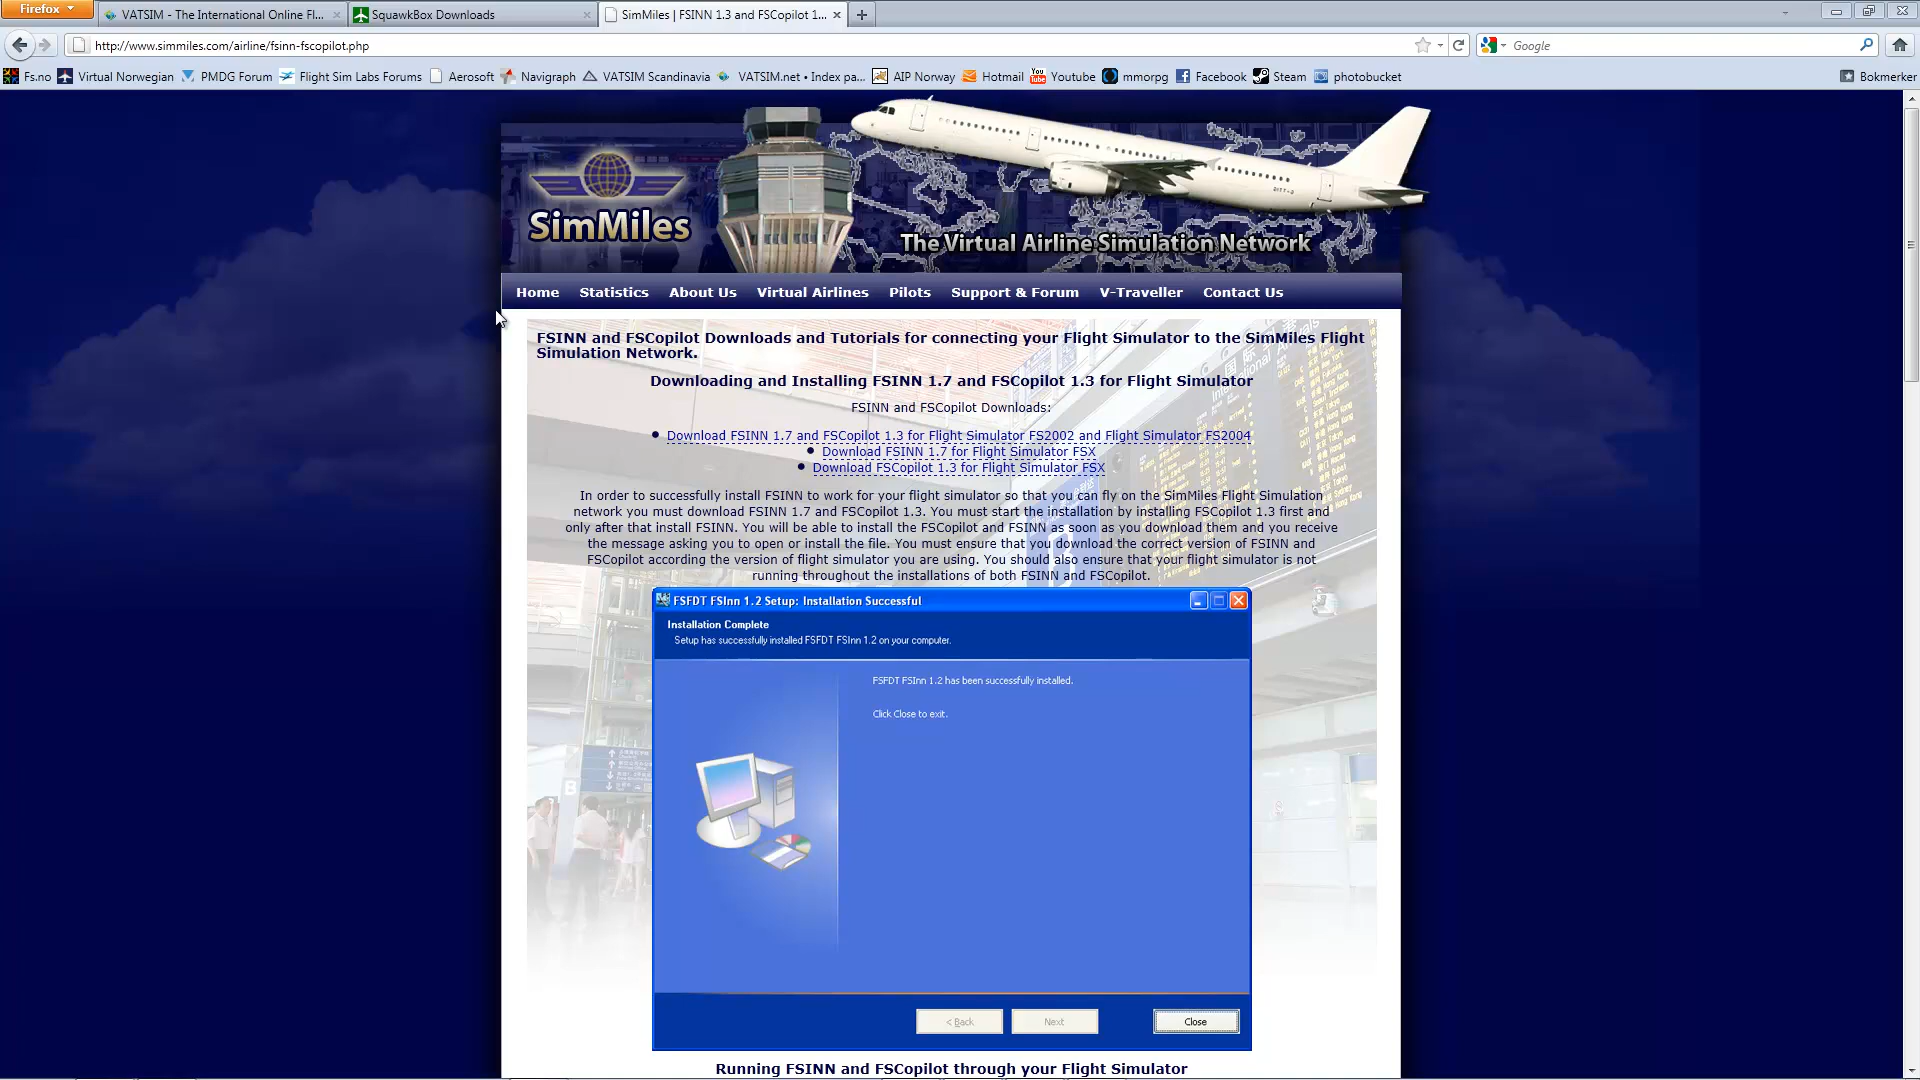 Firefox
VATSIM - The International Online Fl...
SquawkBox Downloads
SimMiles | FSINN 1.3 and FSCopilot 1...
http://www.simmiles.com/airline/fsinn-fscopilot.php
Google
Fs.no
Virtual Norwegian
PMDG Forum
Flight Sim Labs Forums
Aerosoft
Navigraph
VATSIM Scandinavia
VATSIM.net • Index pa...
AIP Norway
Hotmail
Youtube
mmorpg
Facebook
Steam
photobucket
Bokmerker
SimMiles
The Virtual Airline Simulation Network
Home Statistics About Us Virtual Airlines Pilots Support & Forum V-Traveller Contact Us
FSINN and FSCopilot Downloads and Tutorials for connecting your Flight Simulator to the SimMiles Flight
Simulation Network.
Downloading and Installing FSINN 1.7 and FSCopilot 1.3 for Flight Simulator
FSINN and FSCopilot Downloads:
• Download FSINN 1.7 and FSCopilot 1.3 for Flight Simulator FS2002 and Flight Simulator FS2004
• Download FSINN 1.7 for Flight Simulator FSX
• Download FSCopilot 1.3 for Flight Simulator FSX
In order to successfully install FSINN to work for your flight simulator so that you can fly on the SimMiles Flight Simulation
network you must download FSINN 1.7 and FSCopilot 1.3. You must start the installation by installing FSCopilot 1.3 first and
only after that install FSINN. You will be able to install the FSCopilot and FSINN as soon as you download them and you receive
the message asking you to open or install the file. You must ensure that you download the correct version of FSINN and
FSCopilot according the version of flight simulator you are using. You should also ensure that your flight simulator is not
running throughout the installations of both FSINN and FSCopilot.
FSFDT FSInn 1.2 Setup: Installation Successful
Installation Complete
Setup has successfully installed FSFDT FSInn 1.2 on your computer.
FSFDT FSInn 1.2 has been successfully installed.
Click Close to exit.
< Back
Next
Close
Running FSINN and FSCopilot through your Flight Simulator